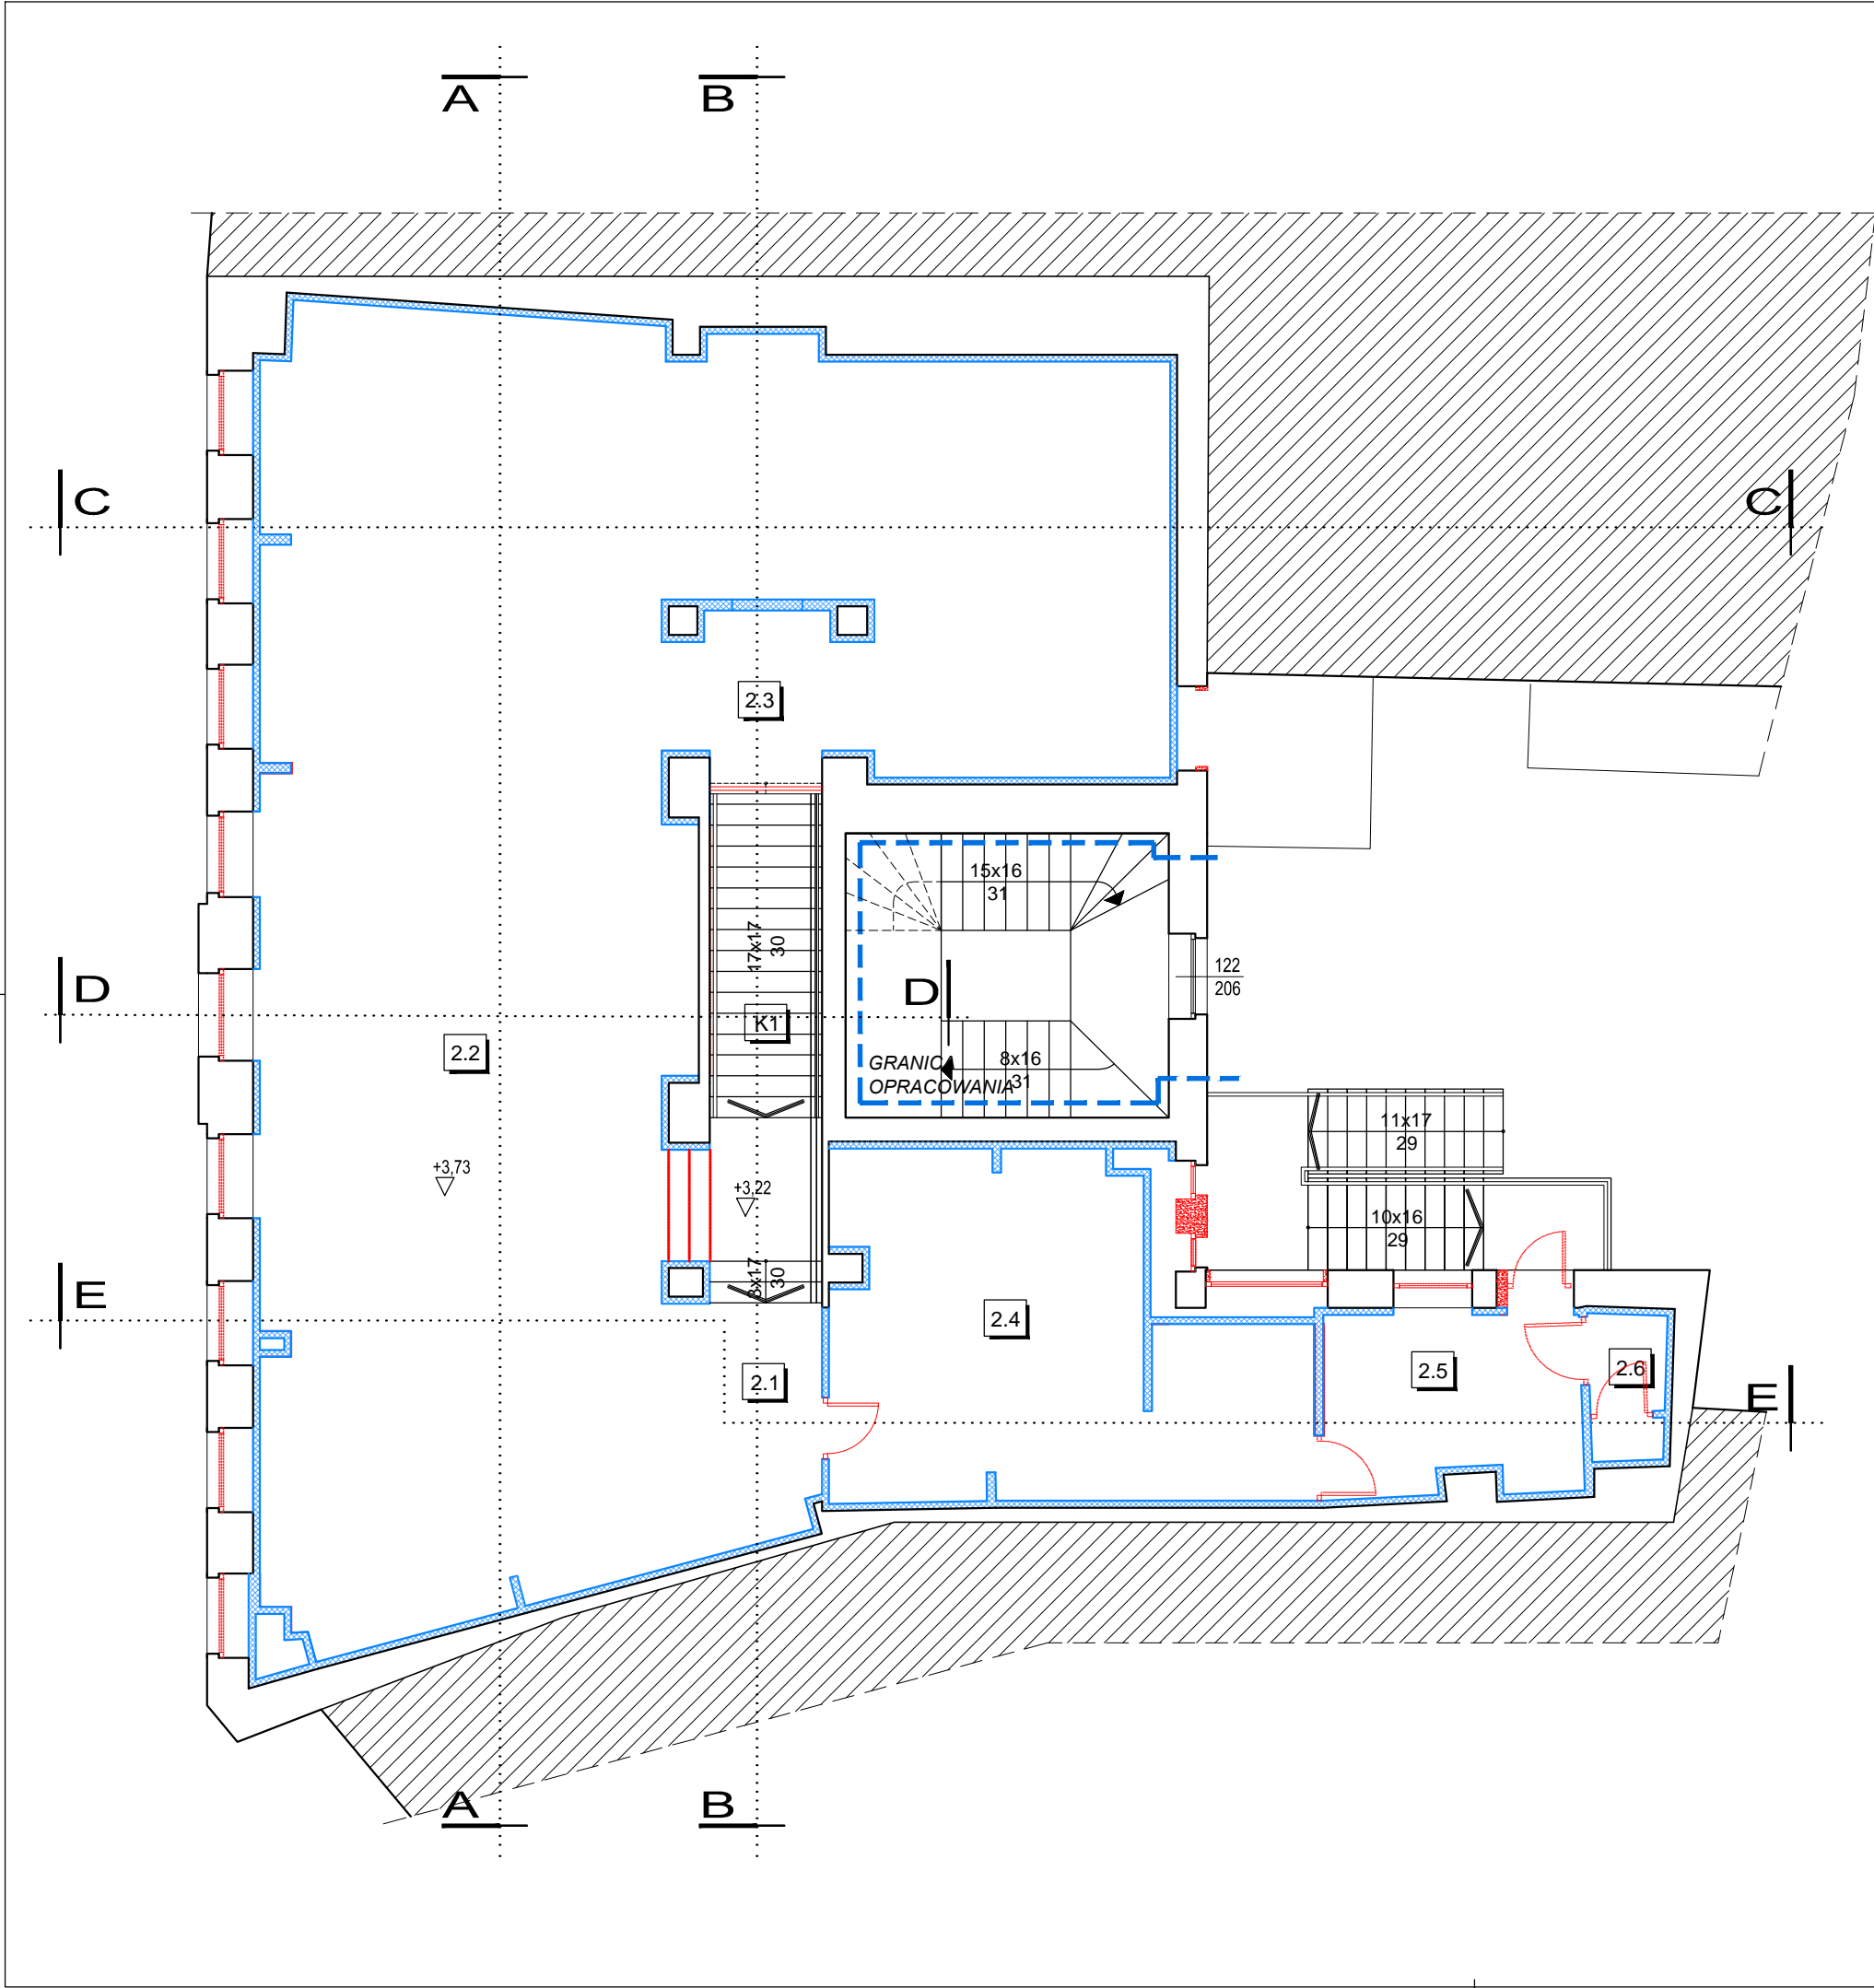 A
B
C
C
2.3
15x16
31
17x17
30
122
206
D
D
K1
2.2
GRANICA
OPRACOWANIA
8x16
31
11x17
29
+3,73
+3,22
10x16
29
3x17
30
E
2.4
2.1
2.5
2.6
E
A
B